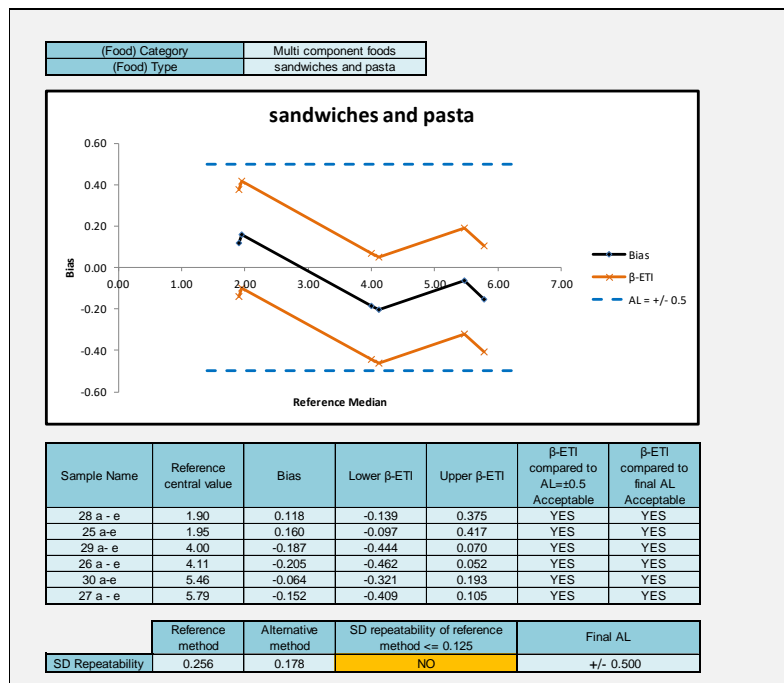 (Food) Category Multi component foods
(Food) Type sandwiches and pasta
sandwiches and pasta
0.60
0.40
0.20
0.00
-0.20
-0.40
-0.60
Bias
0.00 1.00 2.00 3.00 4.00 5.00 6.00 7.00
Reference Median
Bias
β-ETI
AL = +/- 0.5
Sample Name Reference central value Bias Lower β-ETI Upper β-ETI β-ETI compared to AL=±0.5 Acceptable β-ETI compared to final AL Acceptable
28 a - e 1.90 0.118 -0.139 0.375 YES YES
25 a-e 1.95 0.160 -0.097 0.417 YES YES
29 a- e 4.00 -0.187 -0.444 0.070 YES YES
26 a - e 4.11 -0.205 -0.462 0.052 YES YES
30 a-e 5.46 -0.064 -0.321 0.193 YES YES
27 a - e 5.79 -0.152 -0.409 0.105 YES YES
Reference method Alternative method SD repeatability of reference method <= 0.125 Final AL
SD Repeatability 0.256 0.178 NO +/- 0.500